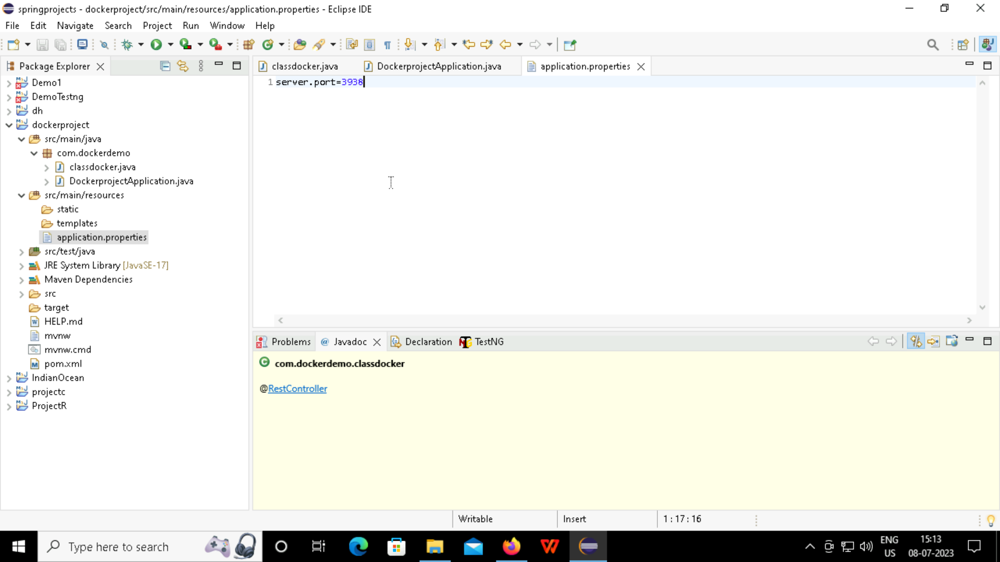 springprojects - dockerproject/src/main/resources/application.properties - Eclipse IDE
File Edit Navigate Search Project Run Window Help
Package Explorer
classdocker.java DockerprojectApplication.java application.properties
Demo1
DemoTestng
dh
dockerproject
src/main/java
com.dockerdemo
classdocker.java
DockerprojectApplication.java
src/main/resources
static
templates
application.properties
src/test/java
JRE System Library [JavaSE-17]
Maven Dependencies
src
target
HELP.md
mvnw
mvnw.cmd
pom.xml
IndianOcean
projectc
ProjectR
1 server.port=3938
Problems @ Javadoc Declaration TestNG
com.dockerdemo.classdocker
@RestController
Writable Insert 1:17:16
Type here to search
ENG 15:13
US 08-07-2023